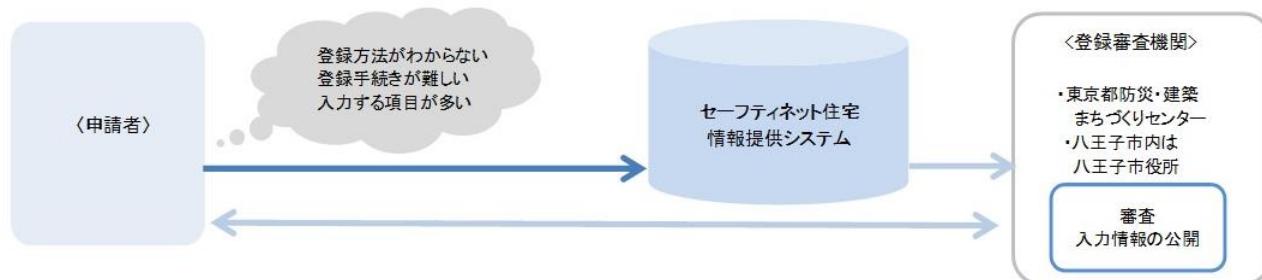 〈申請者〉
登録方法がわからない
登録手続きが難しい
入力する項目が多い
セーフティネット住宅
情報提供システム
〈登録審査機関〉
・東京都防災・建築
まちづくりセンター
・八王子市内は
八王子市役所
審査
入力情報の公開